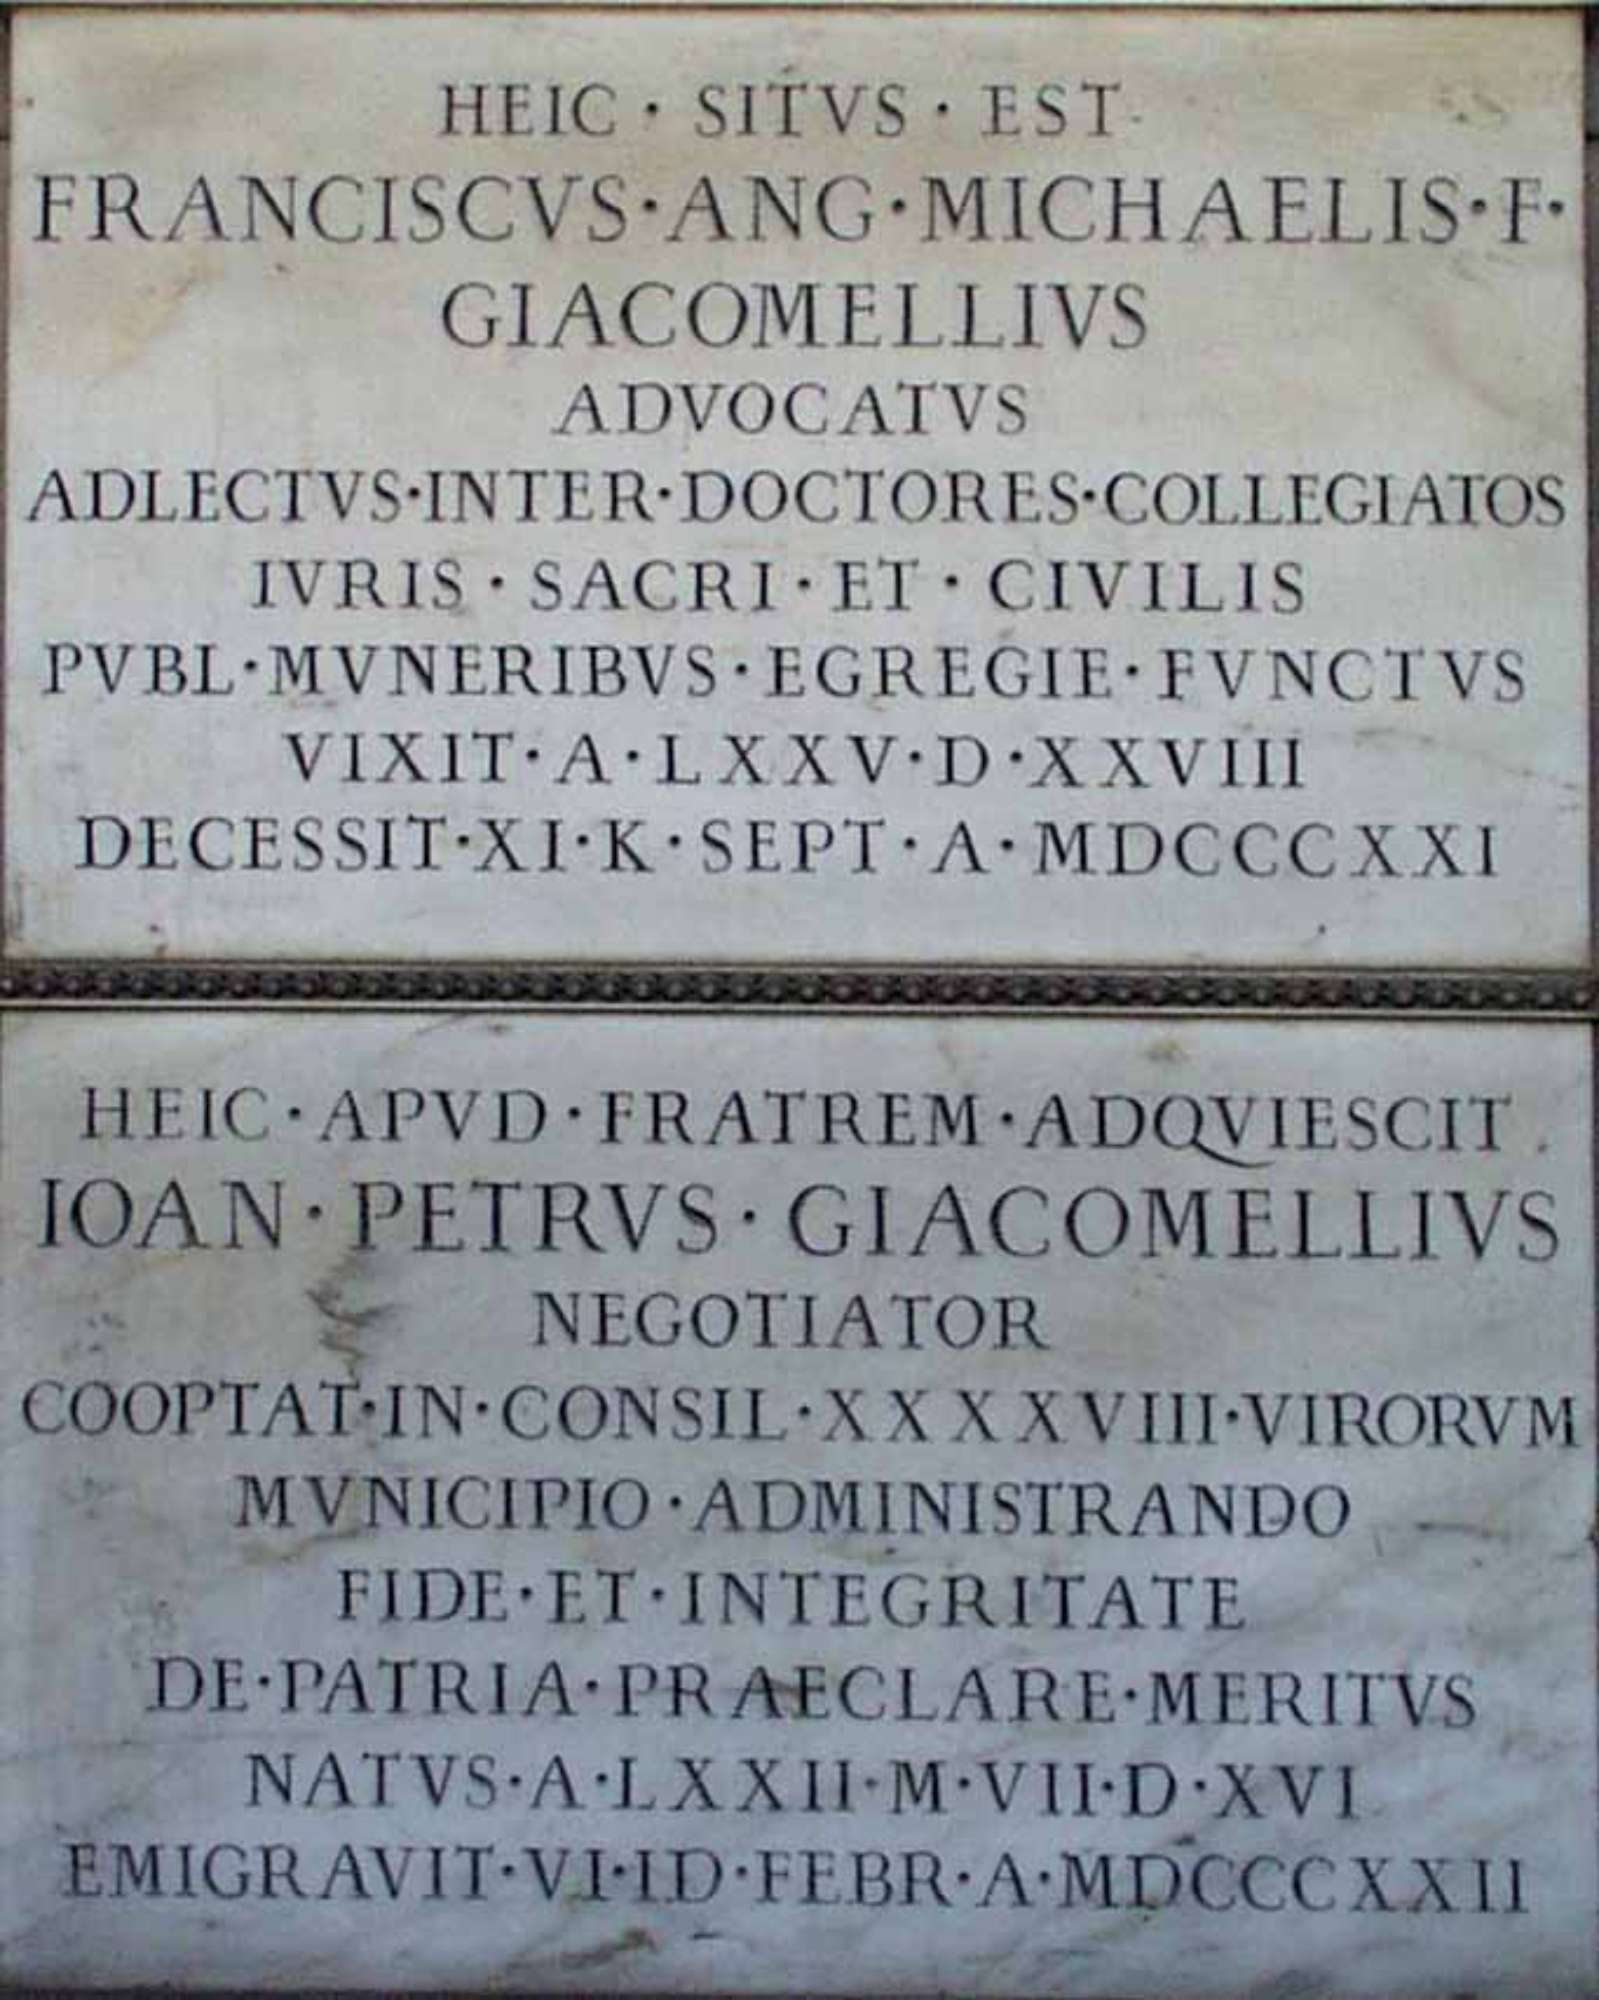 HEIC · SITVS · EST
FRANCISCVS · ANG · MICHAELIS · F ·
GIACOMELLIVS
ADVOCATVS
ADLECTVS · INTER · DOCTORES · COLLEGIATOS
IVRIS · SACRI · ET · CIVILIS
PVBL · MVNERIBVS · EGREGIE · FVNCTVS
VIXIT · A · LXXV · D · XXVIII
DECESSIT · XI · K · SEPT · A · MDCCCXXI
HEIC · APVD · FRATREM · ADQVIESCIT
IOAN · PETRVS · GIACOMELLIVS
NEGOTIATOR
COOPTAT · IN · CONSIL · XXXXVIII · VIRORVM
MVNICIPIO · ADMINISTRANDO
FIDE · ET · INTEGRITATE
DE · PATRIA · PRAECLARE · MERITVS
NATVS · A · LXXII · M · VII · D · XVI
EMIGRAVIT · VI · ID · FEBR · A · MDCCCXXII